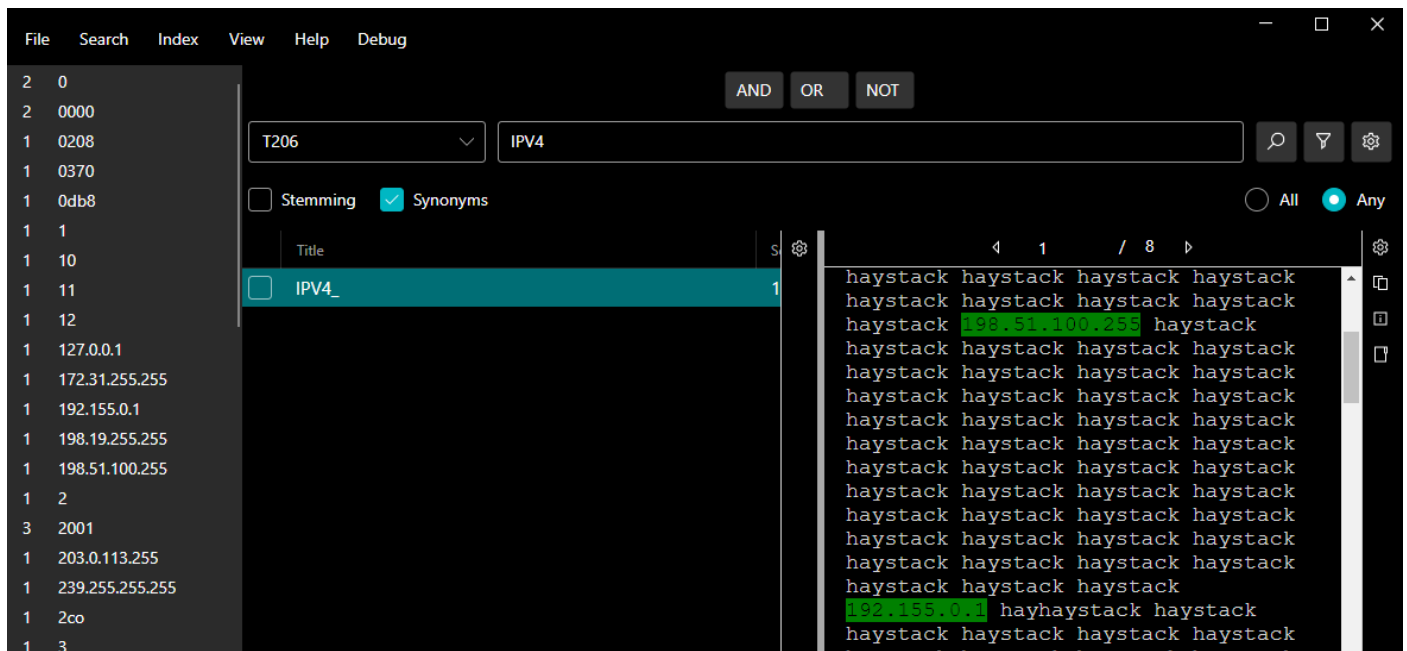 File Search Index View Help Debug
2 0
2 0000
1 0208
1 0370
1 0db8
1 1
1 10
1 11
1 12
1 127.0.0.1
1 172.31.255.255
1 192.155.0.1
1 198.19.255.255
1 198.51.100.255
1 2
3 2001
1 203.0.113.255
1 239.255.255.255
1 2co
1 3
AND OR NOT
T206 IPV4
Stemming Synonyms All Any
Title
IPV4_ 1
1 / 8
haystack haystack haystack haystack
haystack haystack haystack haystack
haystack 198.51.100.255 haystack
haystack haystack haystack haystack
haystack haystack haystack haystack
haystack haystack haystack haystack
haystack haystack haystack haystack
haystack haystack haystack haystack
haystack haystack haystack haystack
haystack haystack haystack haystack
haystack haystack haystack haystack
haystack haystack haystack haystack
haystack haystack haystack haystack
haystack haystack haystack
192.155.0.1 hayhaystack haystack
haystack haystack haystack haystack